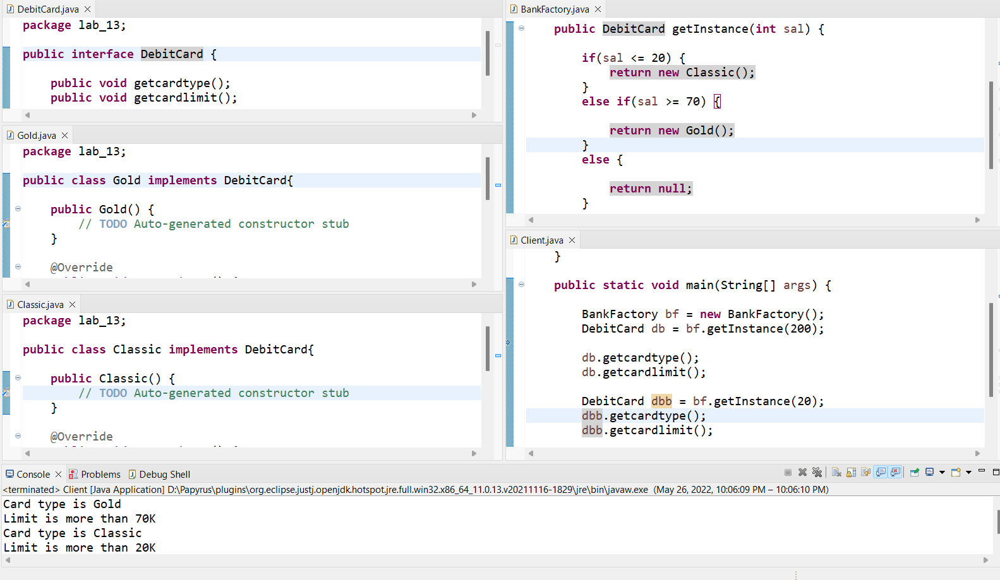 DebitCard.java
package lab_13;
public interface DebitCard {
public void getcardtype();
public void getcardlimit();
Gold.java
package lab_13;
public class Gold implements DebitCard{
public Gold() {
// TODO Auto-generated constructor stub
}
@Override
Classic.java
package lab_13;
public class Classic implements DebitCard{
public Classic() {
// TODO Auto-generated constructor stub
}
@Override
BankFactory.java
public DebitCard getInstance(int sal) {
if(sal <= 20) {
return new Classic();
}
else if(sal >= 70) {
return new Gold();
}
else {
return null;
}
Client.java
}
public static void main(String[] args) {
BankFactory bf = new BankFactory();
DebitCard db = bf.getInstance(200);
db.getcardtype();
db.getcardlimit();
DebitCard dbb = bf.getInstance(20);
dbb.getcardtype();
dbb.getcardlimit();
Console Problems Debug Shell
<terminated> Client [Java Application] D:\Papyrus\plugins\org.eclipse.justj.openjdk.hotspot.jre.full.win32.x86_64_11.0.13.v20211116-1829\jre\bin\javaw.exe (May 26, 2022, 10:06:09 PM – 10:06:10 PM)
Card type is Gold
Limit is more than 70K
Card type is Classic
Limit is more than 20K